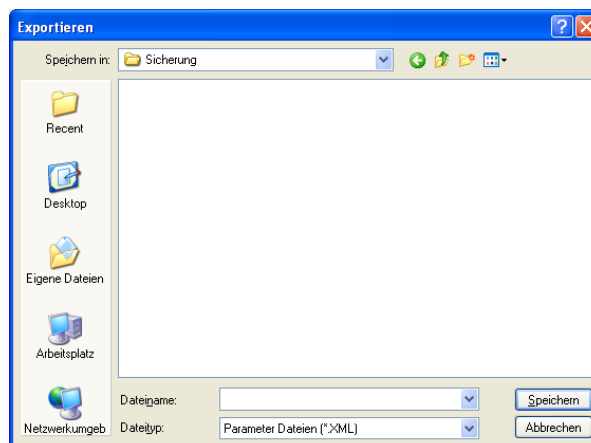 Exportieren
Speichern in:
Sicherung
Recent
Desktop
Eigene Dateien
Arbeitsplatz
Netzwerkumgeb
Dateiname:
Speichern
Dateityp:
Parameter Dateien (*.XML)
Abbrechen